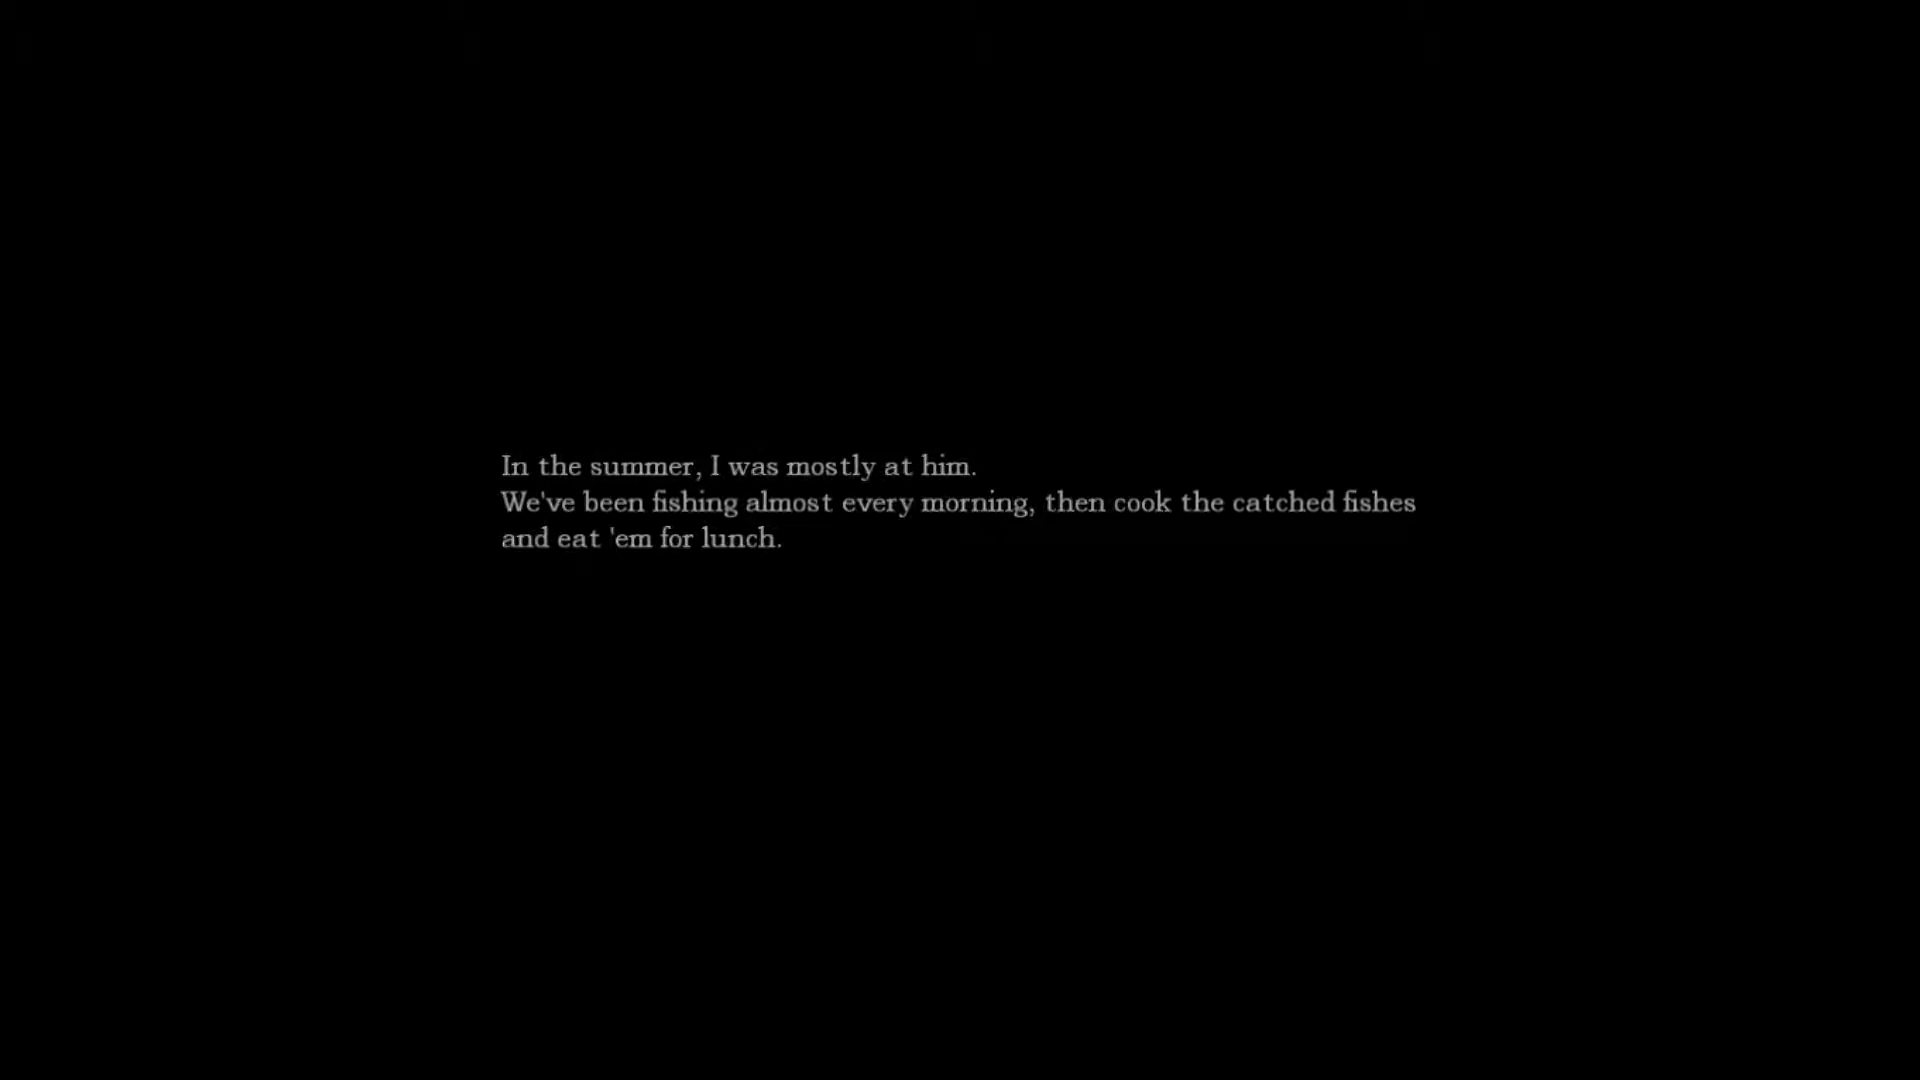 In the summer, I was mostly at him.
We've been fishing almost every morning, then cook the catched fishes
and eat 'em for lunch.